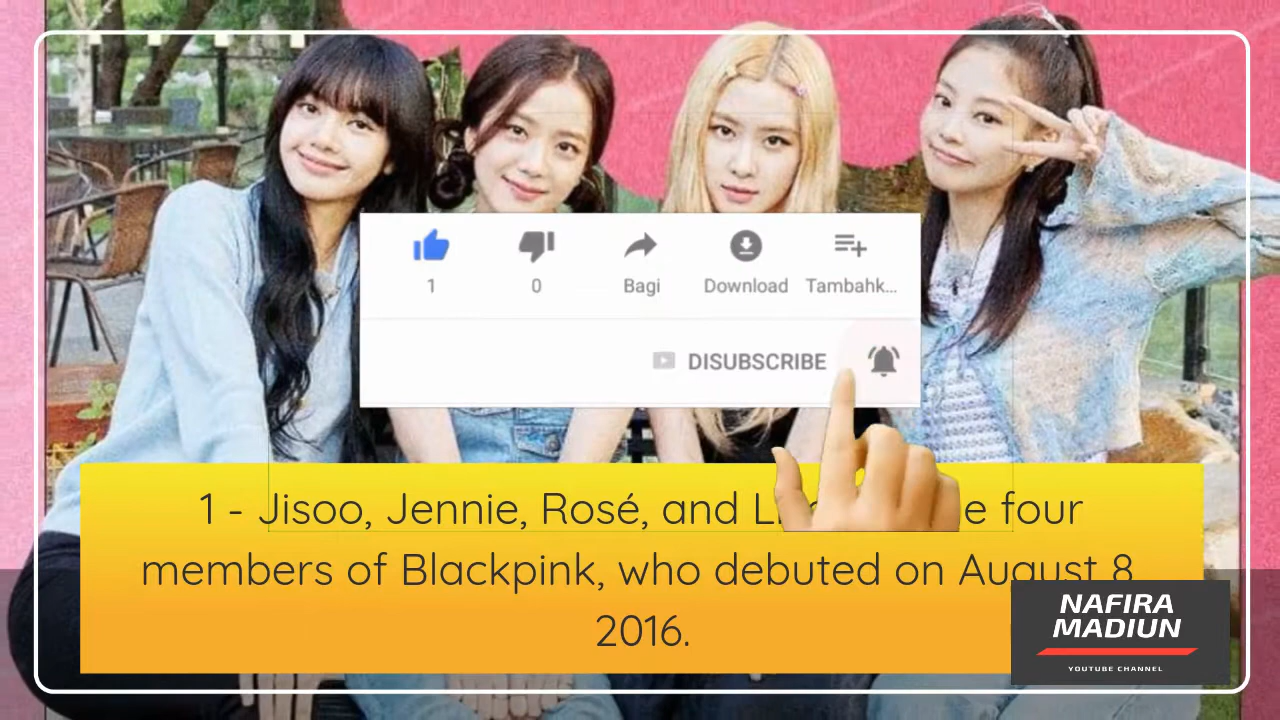 1 0 Bagi Download Tambahk...
DISUBSCRIBE
1 - Jisoo, Jennie, Rosé, and four
members of Blackpink, who debuted on August 8
2016.
NAFIRA
MADIUN
YOUTUBE CHANNEL